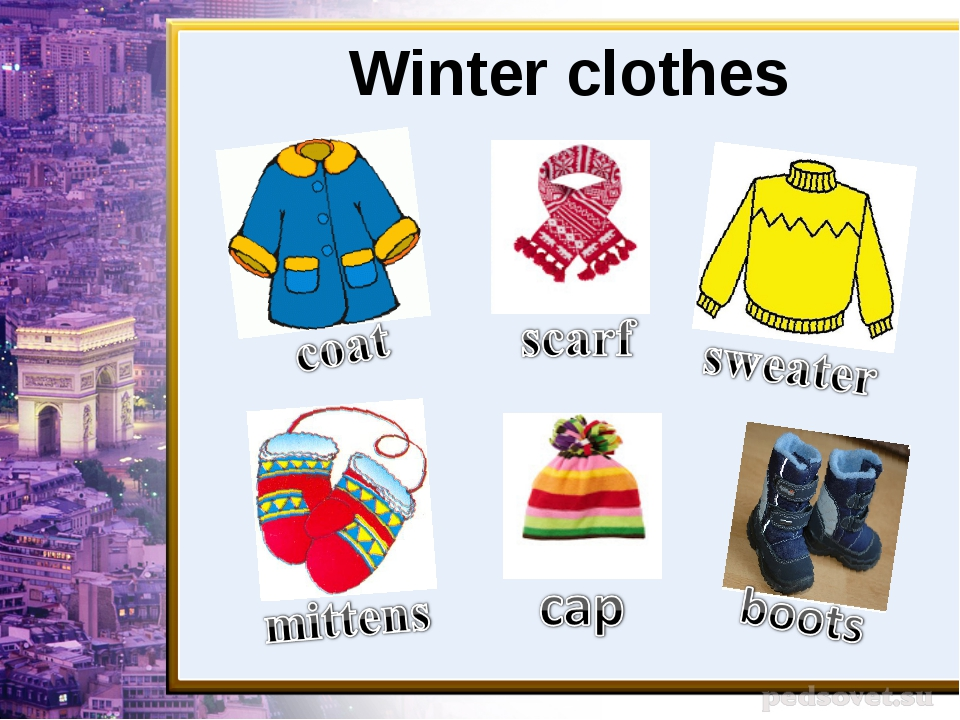 Winter clothes
coat
scarf
sweater
mittens
cap
boots
pedsovet.su